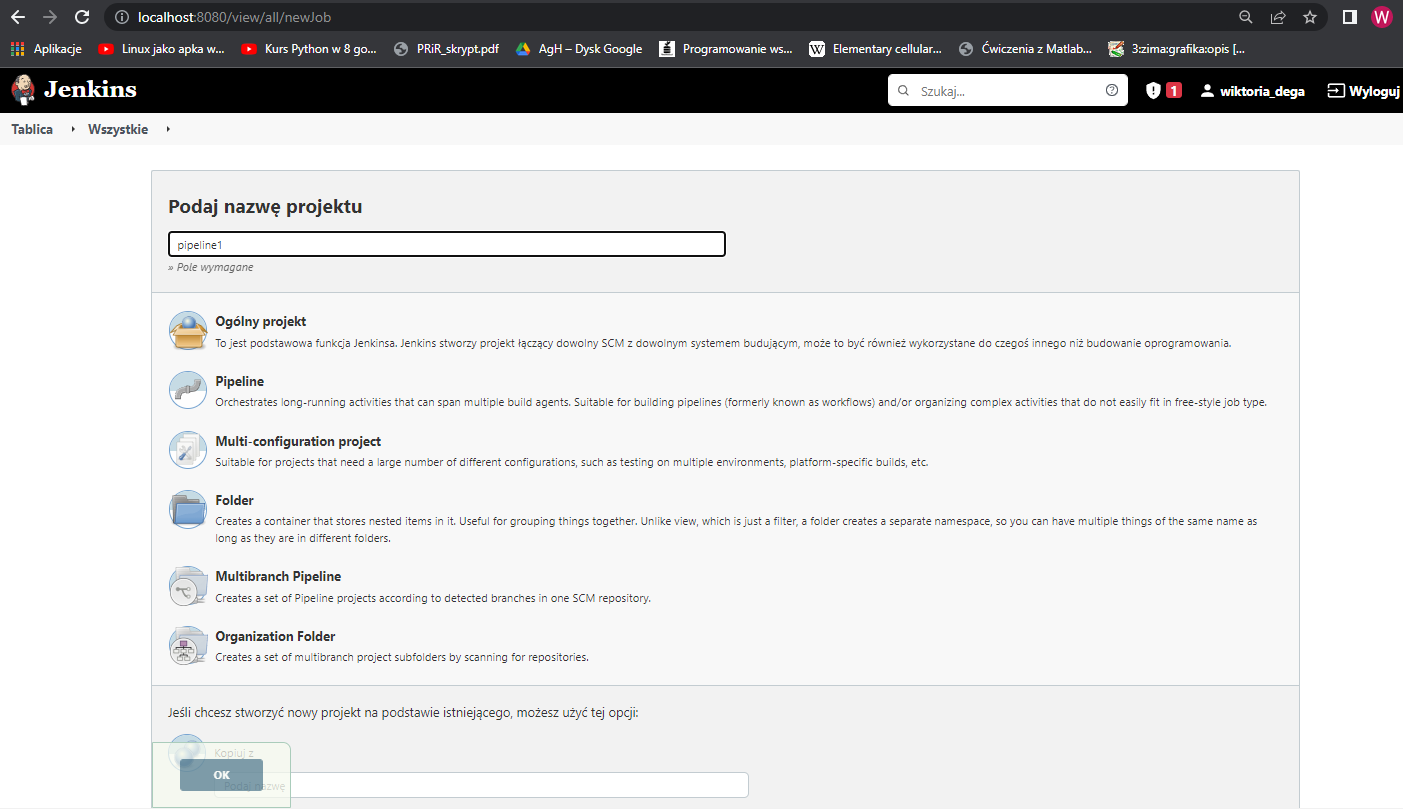 localhost:8080/view/all/newJob
W
Aplikacje Linux jako apka w... Kurs Python w 8 go... PRiR_skrypt.pdf AgH – Dysk Google Programowanie ws... W Elementary cellular... Ćwiczenia z Matlab... 3:zima:grafika:opis [...
Jenkins Szukaj... 1 wiktoria_dega Wyloguj
Tablica Wszystkie
Podaj nazwę projektu
pipeline1
» Pole wymagane
Ogólny projekt
To jest podstawowa funkcja Jenkinsa. Jenkins stworzy projekt łączący dowolny SCM z dowolnym systemem budującym, może to być również wykorzystane do czegoś innego niż budowanie oprogramowania.
Pipeline
Orchestrates long-running activities that can span multiple build agents. Suitable for building pipelines (formerly known as workflows) and/or organizing complex activities that do not easily fit in free-style job type.
Multi-configuration project
Suitable for projects that need a large number of different configurations, such as testing on multiple environments, platform-specific builds, etc.
Folder
Creates a container that stores nested items in it. Useful for grouping things together. Unlike view, which is just a filter, a folder creates a separate namespace, so you can have multiple things of the same name as
long as they are in different folders.
Multibranch Pipeline
Creates a set of Pipeline projects according to detected branches in one SCM repository.
Organization Folder
Creates a set of multibranch project subfolders by scanning for repositories.
Jeśli chcesz stworzyć nowy projekt na podstawie istniejącego, możesz użyć tej opcji:
Kopiuj z
OK
Podaj nazwę